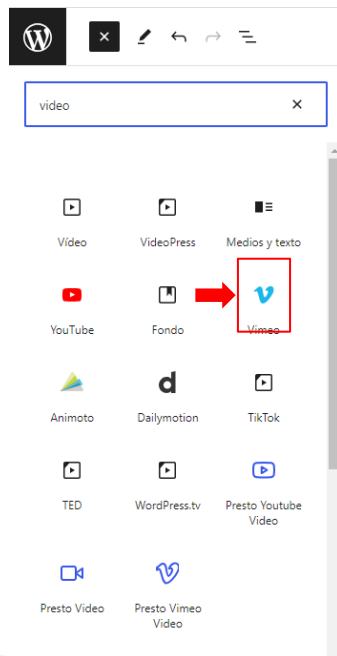 video
Vídeo
VideoPress
Medios y texto
YouTube
Fondo
Vimeo
Animoto
Dailymotion
TikTok
TED
WordPress.tv
Presto Youtube
Video
Presto Video
Presto Vimeo
Video